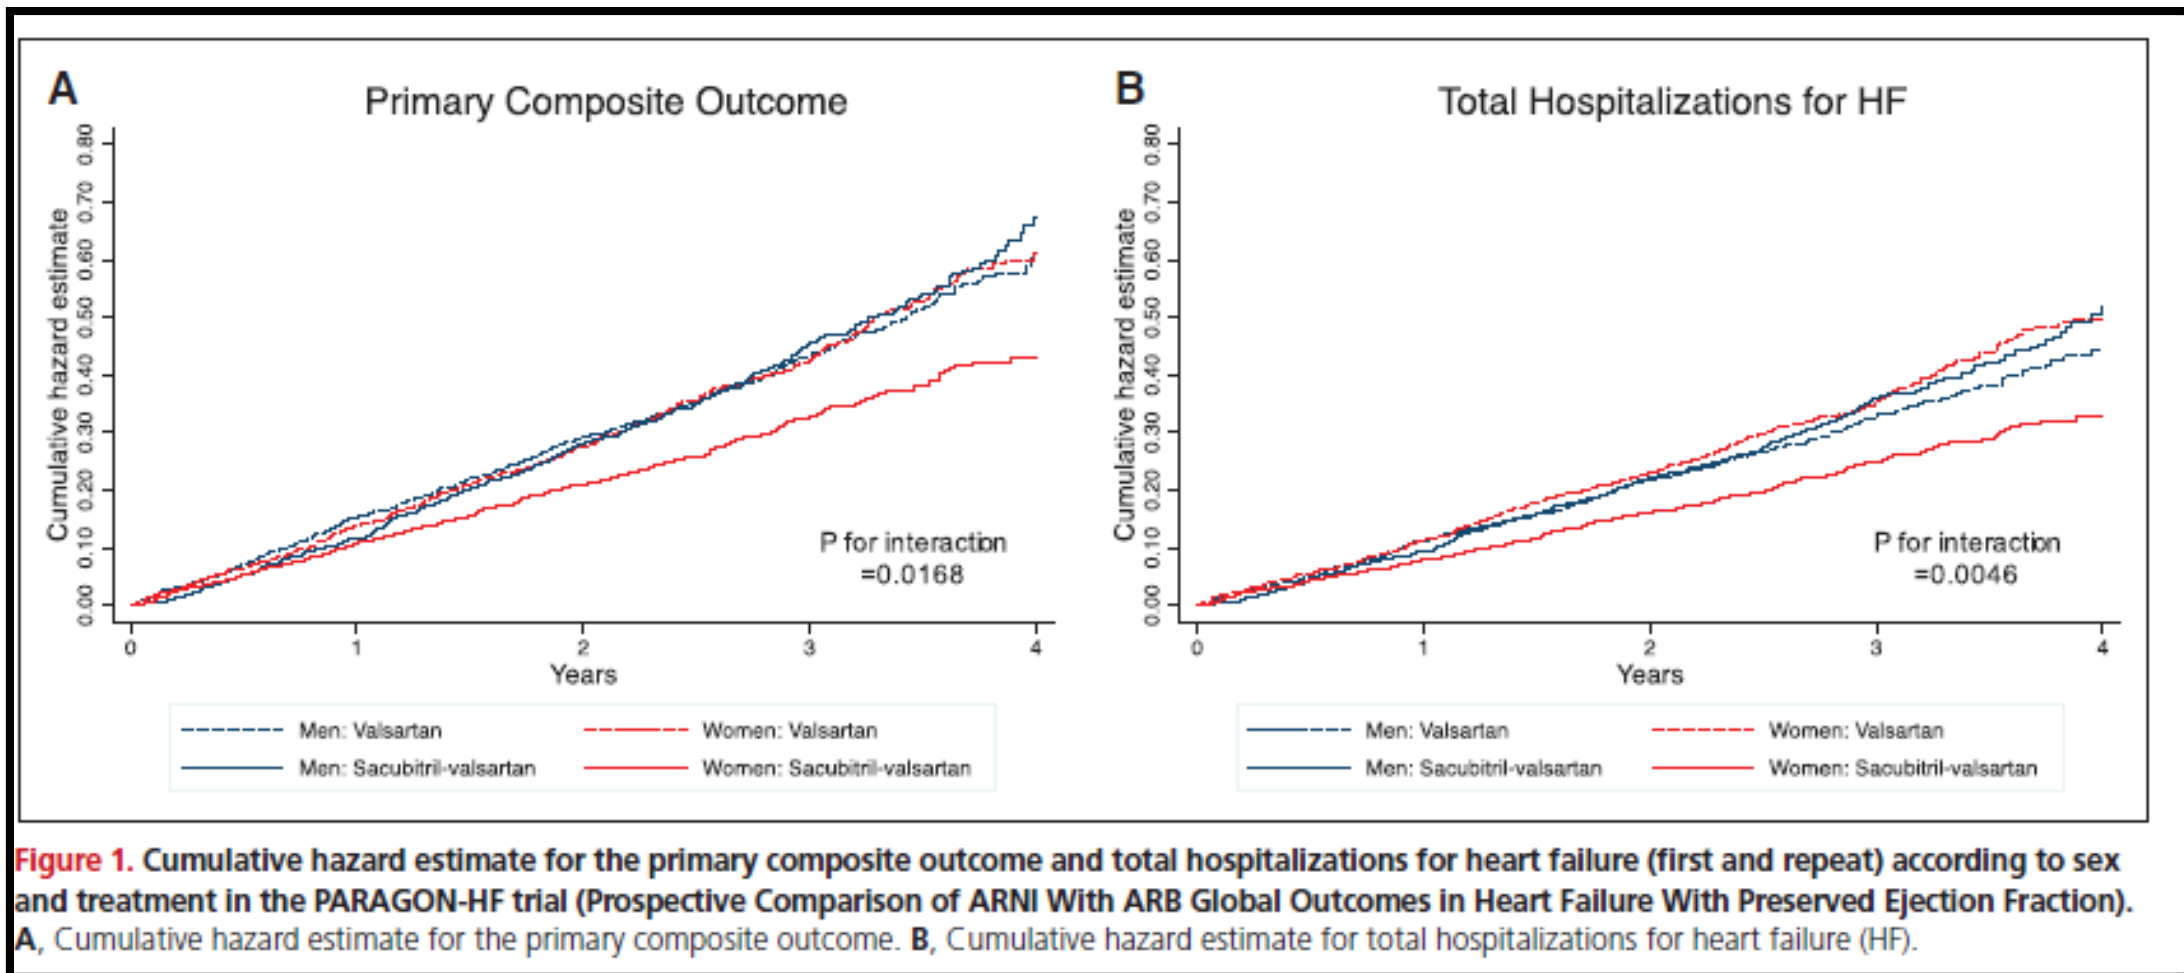 A
Primary Composite Outcome
Cumulative hazard estimate
0.80
0.70
0.60
0.50
0.40
0.30
0.20
0.10
0.00
0 1 2 3 4
Years
P for interaction
=0.0168
Men: Valsartan Women: Valsartan
Men: Sacubitril-valsartan Women: Sacubitril-valsartan
B
Total Hospitalizations for HF
Cumulative hazard estimate
0.80
0.70
0.60
0.50
0.40
0.30
0.20
0.10
0.00
0 1 2 3 4
Years
P for interaction
=0.0046
Men: Valsartan Women: Valsartan
Men: Sacubitril-valsartan Women: Sacubitril-valsartan
Figure 1. Cumulative hazard estimate for the primary composite outcome and total hospitalizations for heart failure (first and repeat) according to sex
and treatment in the PARAGON-HF trial (Prospective Comparison of ARNI With ARB Global Outcomes in Heart Failure With Preserved Ejection Fraction).
A, Cumulative hazard estimate for the primary composite outcome. B, Cumulative hazard estimate for total hospitalizations for heart failure (HF).